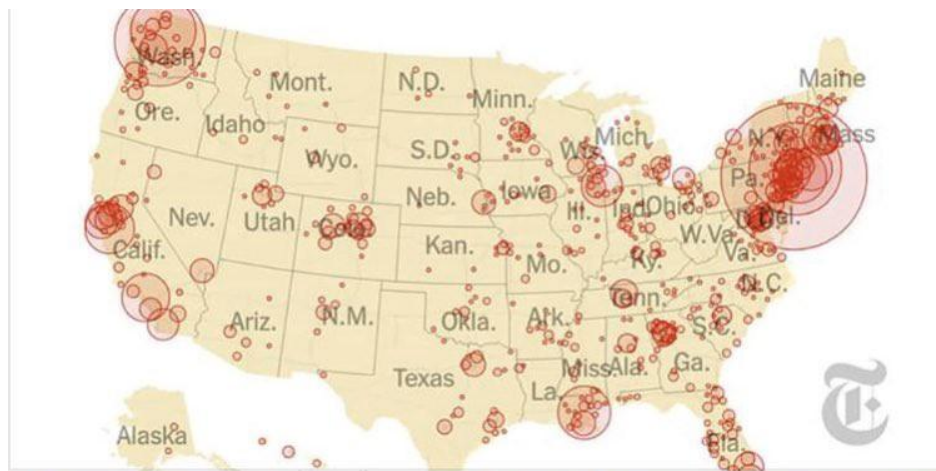 Wash.
Mont.
N.D.
Minn.
Maine
Ore.
Idaho
Wyo.
S.D.
Wis.
Mich.
N.Y.
Mass
Nev.
Utah
Colo.
Neb.
Iowa
Ill.
Ind.
Ohio
Pa.
Del.
Calif.
Kan.
Mo.
Ky.
W.Va.
Va.
Ariz.
N.M.
Okla.
Ark.
Tenn.
N.C.
S.C.
Texas
La.
Miss.
Ala.
Ga.
Alaska
Fla.
T